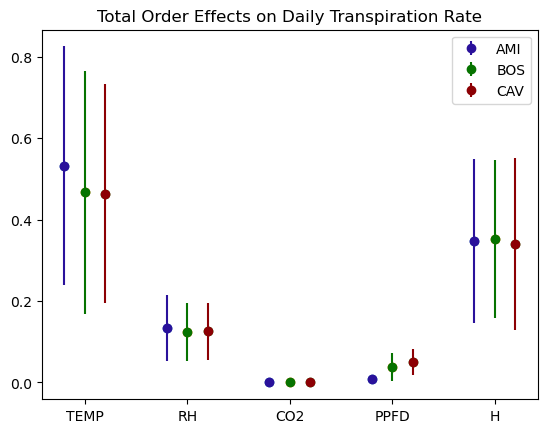 Total Order Effects on Daily Transpiration Rate
AMI
BOS
CAV
0.8
0.6
0.4
0.2
0.0
TEMP RH CO2 PPFD H